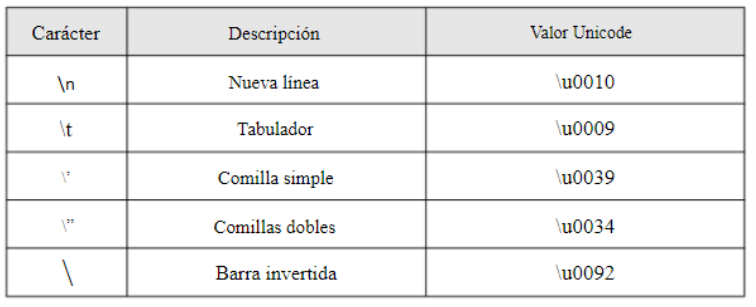 Carácter Descripción Valor Unicode
\n Nueva línea \u0010
\t Tabulador \u0009
\’ Comilla simple \u0039
\” Comillas dobles \u0034
\ Barra invertida \u0092